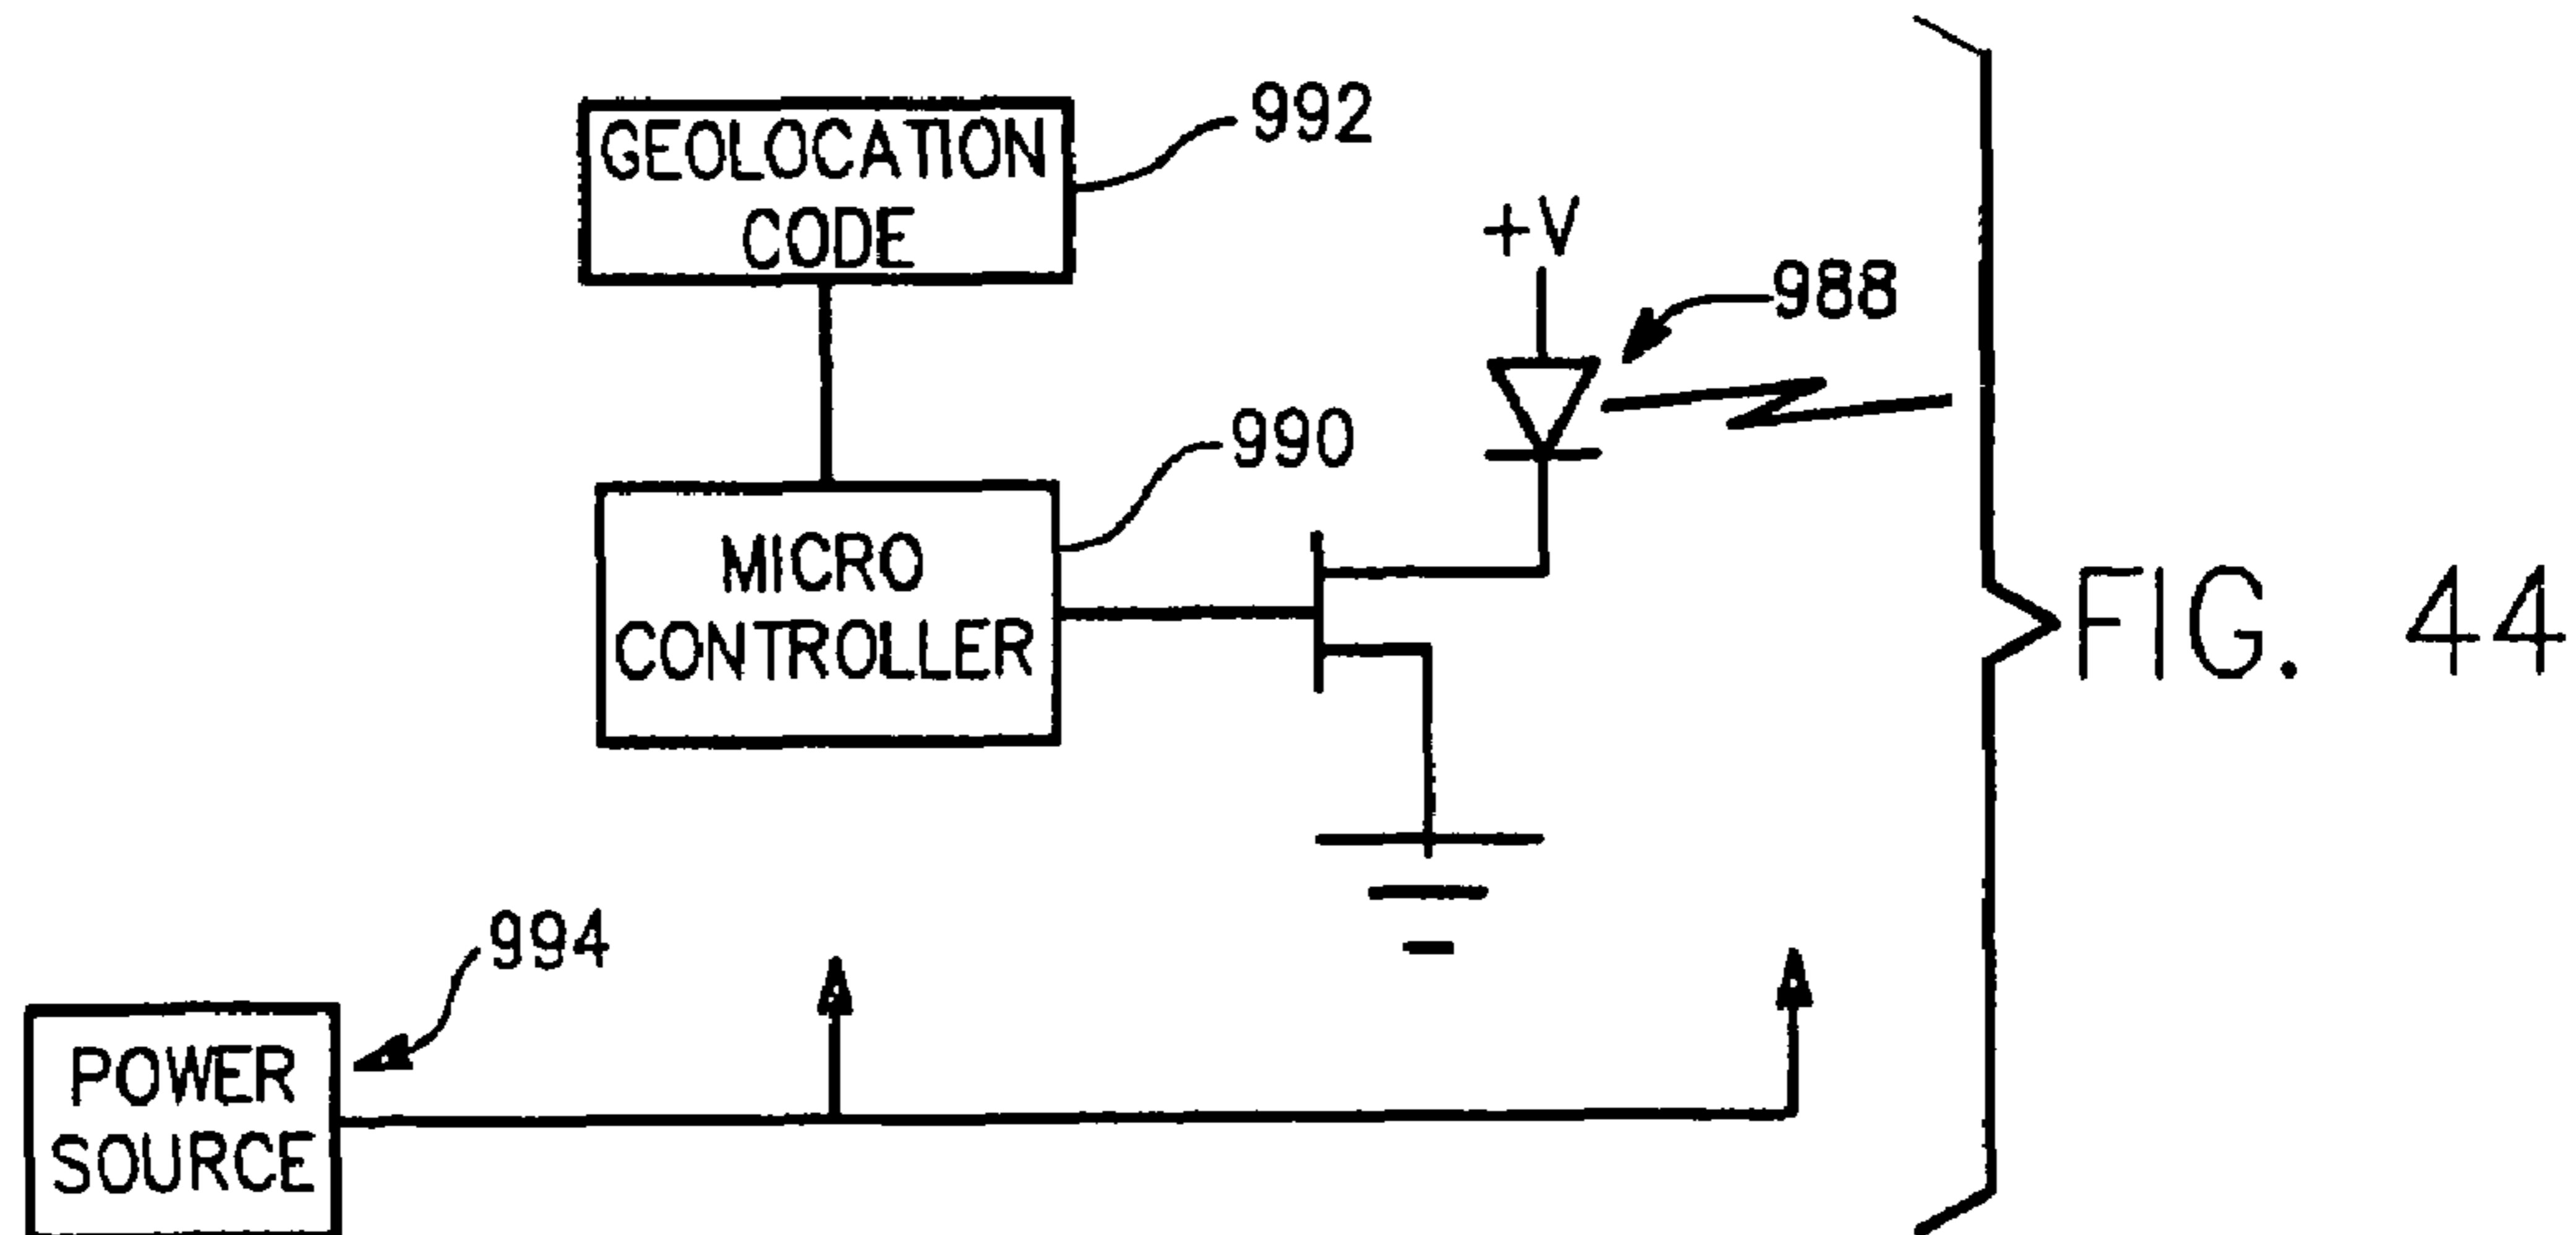 GEOLOCATION
CODE
992
+V
988
990
MICRO
CONTROLLER
FIG. 44
994
POWER
SOURCE